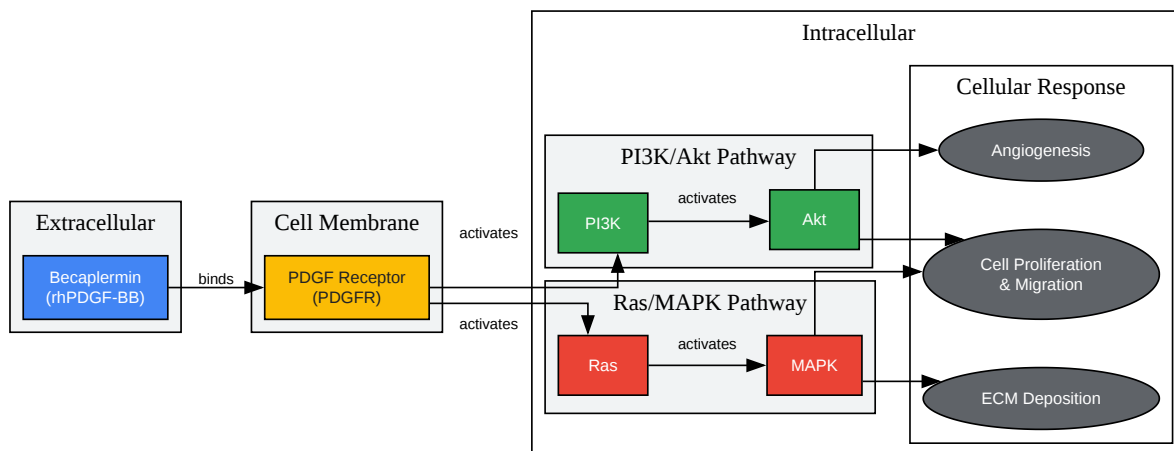 Intracellular
Cellular Response
Angiogenesis
PI3K/Akt Pathway
activates
PI3K
Akt
Extracellular
Cell Membrane
activates
Becaplermin
(rhPDGF-BB)
binds
PDGF Receptor
(PDGFR)
Cell Proliferation
& Migration
activates
Ras/MAPK Pathway
activates
Ras
MAPK
ECM Deposition